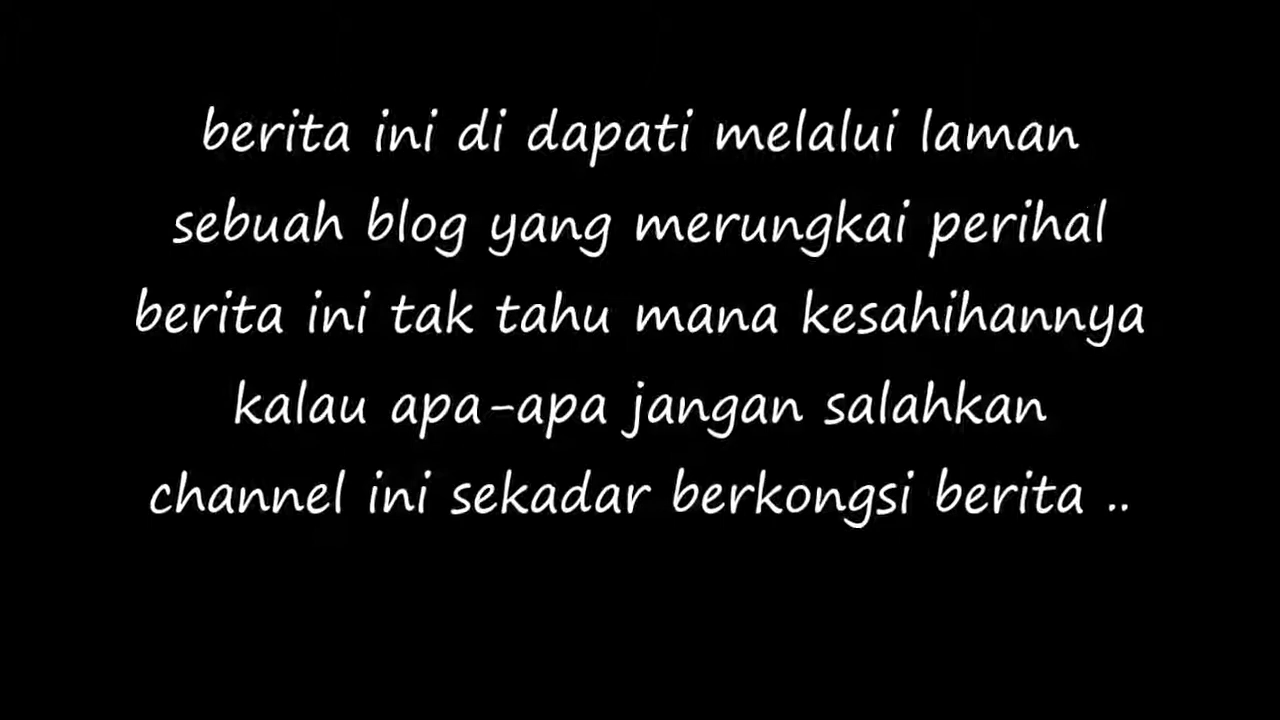 berita ini di dapati melalui laman
sebuah blog yang merungkai perihal
berita ini tak tahu mana kesahihannya
kalau apa-apa jangan salahkan
channel ini sekadar berkongsi berita ..